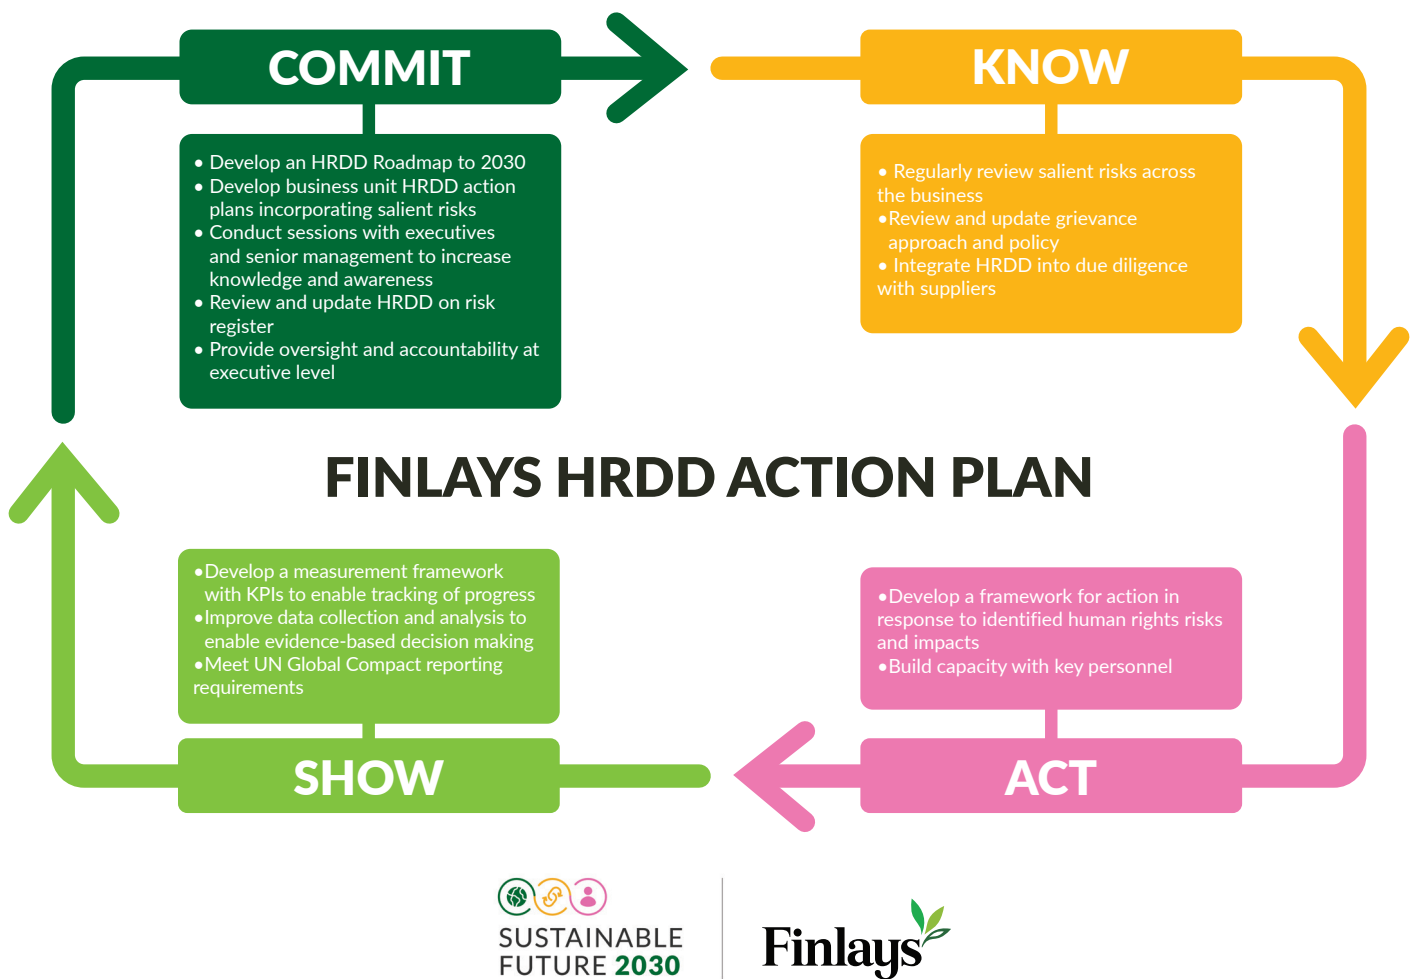 COMMIT
• Develop an HRDD Roadmap to 2030
• Develop business unit HRDD action
plans incorporating salient risks
• Conduct sessions with executives
and senior management to increase
knowledge and awareness
• Review and update HRDD on risk
register
• Provide oversight and accountability at
executive level
KNOW
• Regularly review salient risks across
the business
•Review and update grievance
approach and policy
• Integrate HRDD into due diligence
with suppliers
FINLAYS HRDD ACTION PLAN
•Develop a measurement framework
with KPIs to enable tracking of progress
•Improve data collection and analysis to
enable evidence-based decision making
•Meet UN Global Compact reporting
requirements
SHOW
•Develop a framework for action in
response to identified human rights risks
and impacts
•Build capacity with key personnel
ACT
SUSTAINABLE
FUTURE 2030
Finlays